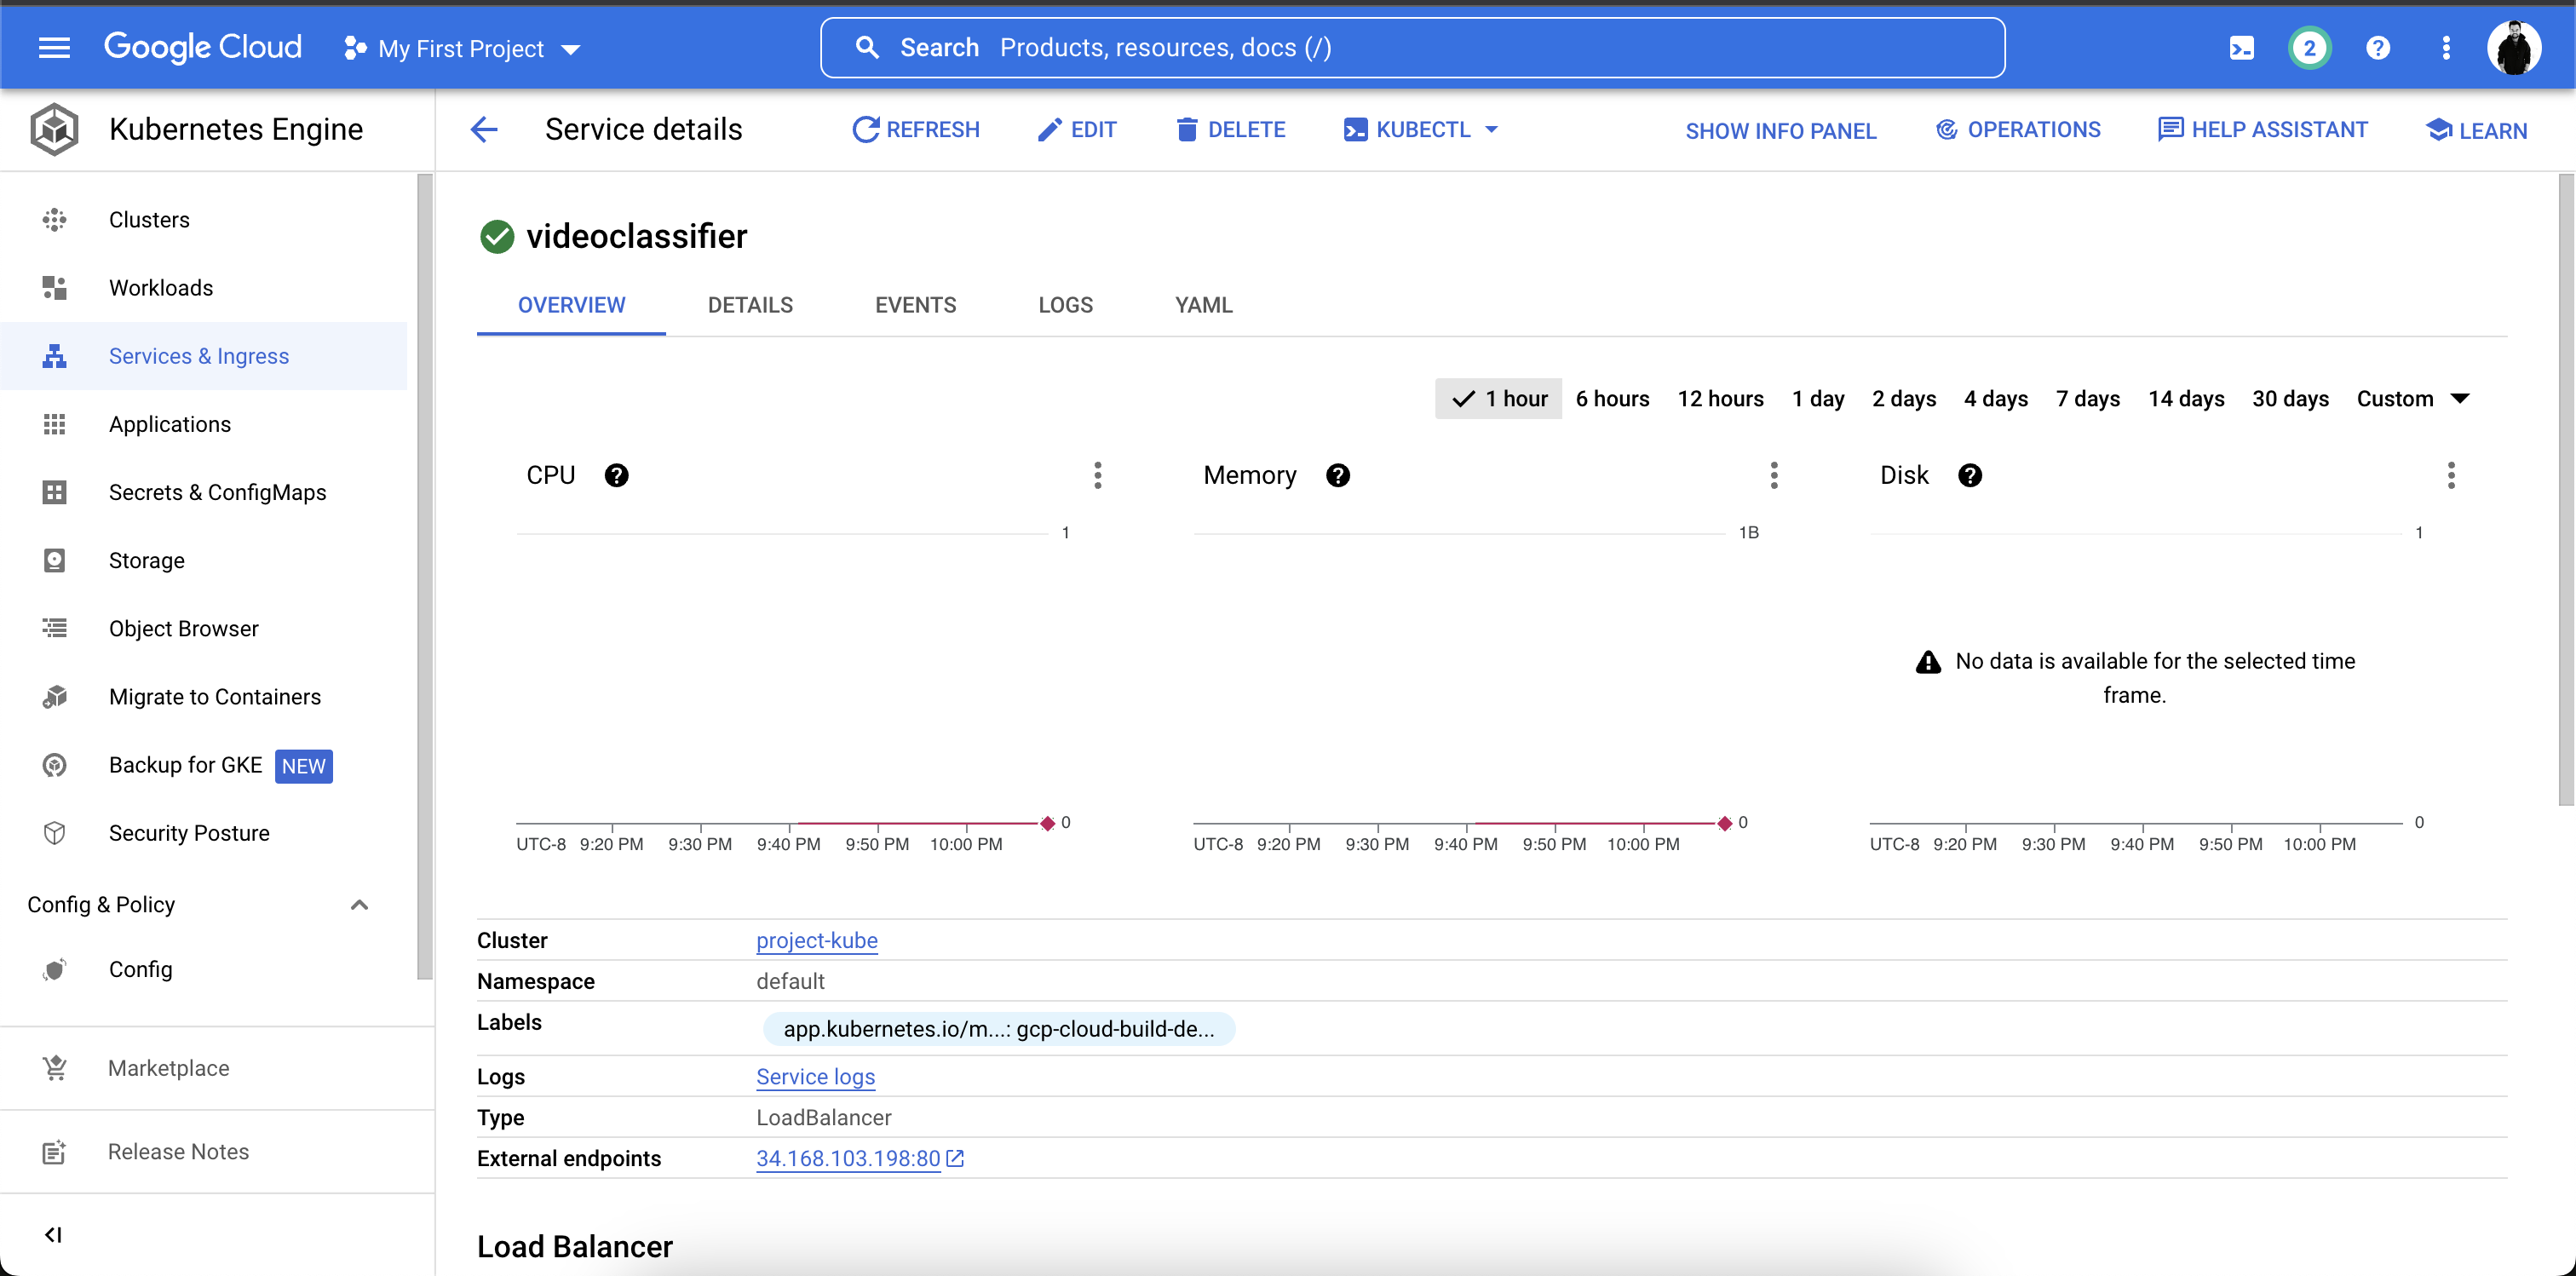 Google Cloud
My First Project
Search Products, resources, docs (/)
2
Kubernetes Engine
Service details
REFRESH
EDIT
DELETE
KUBECTL
SHOW INFO PANEL
OPERATIONS
HELP ASSISTANT
LEARN
Clusters
Workloads
Services & Ingress
Applications
Secrets & ConfigMaps
Storage
Object Browser
Migrate to Containers
Backup for GKE NEW
Security Posture
Config & Policy
Config
Marketplace
Release Notes
videoclassifier
OVERVIEW DETAILS EVENTS LOGS YAML
1 hour 6 hours 12 hours 1 day 2 days 4 days 7 days 14 days 30 days Custom
CPU
1
0
UTC-8 9:20 PM 9:30 PM 9:40 PM 9:50 PM 10:00 PM
Memory
1B
0
UTC-8 9:20 PM 9:30 PM 9:40 PM 9:50 PM 10:00 PM
Disk
1
No data is available for the selected time
frame.
0
UTC-8 9:20 PM 9:30 PM 9:40 PM 9:50 PM 10:00 PM
Cluster project-kube
Namespace default
Labels app.kubernetes.io/m...: gcp-cloud-build-de...
Logs Service logs
Type LoadBalancer
External endpoints 34.168.103.198:80
Load Balancer